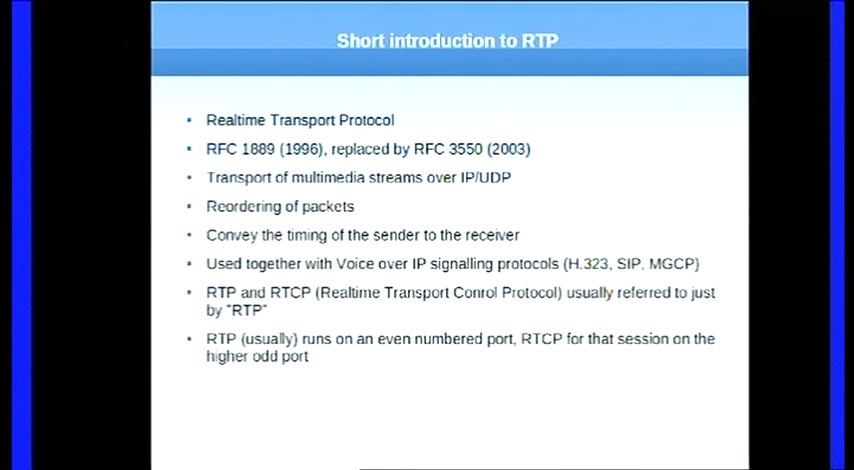 Short introduction to RTP
• Realtime Transport Protocol
• RFC 1889 (1996), replaced by RFC 3550 (2003)
• Transport of multimedia streams over IP/UDP
• Reordering of packets
• Convey the timing of the sender to the receiver
• Used together with Voice over IP signalling protocols (H.323, SIP, MGCP)
• RTP and RTCP (Realtime Transport Conrol Protocol) usually referred to just
by "RTP"
• RTP (usually) runs on an even numbered port, RTCP for that session on the
higher odd port